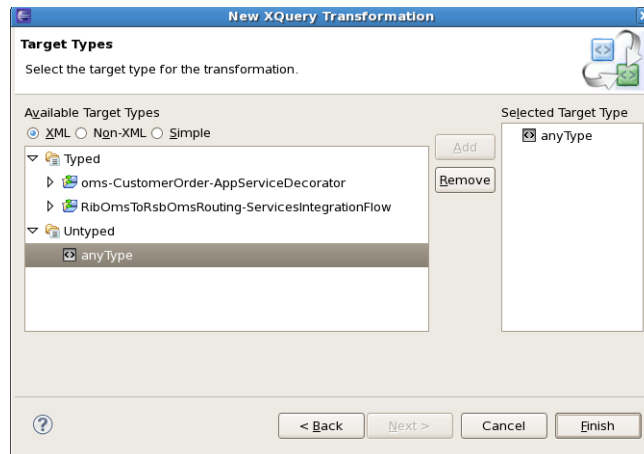 New XQuery Transformation
Target Types
Select the target type for the transformation.
Available Target Types
XML Non-XML Simple
Typed
oms-CustomerOrder-AppServiceDecorator
RibOmsToRsbOmsRouting-ServicesIntegrationFlow
Untyped
anyType
Add
Remove
Selected Target Type
anyType
< Back Next > Cancel Finish